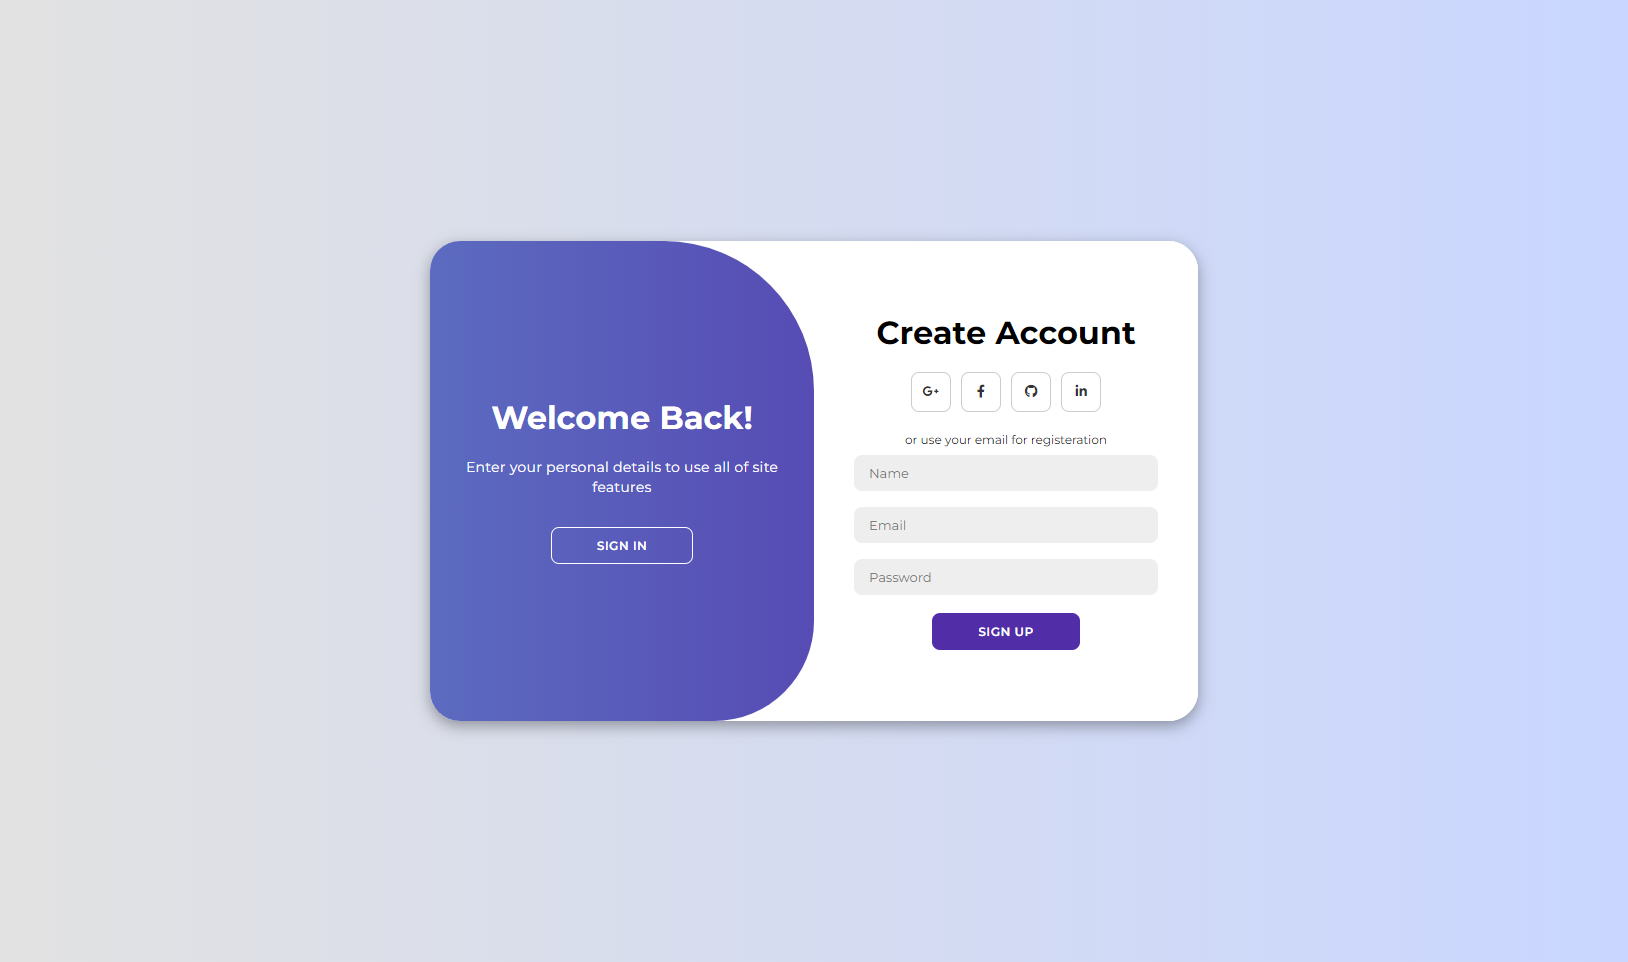 Welcome Back!
Enter your personal details to use all of site
features
SIGN IN
Create Account
G+
f
in
or use your email for registeration
Name
Email
Password
SIGN UP